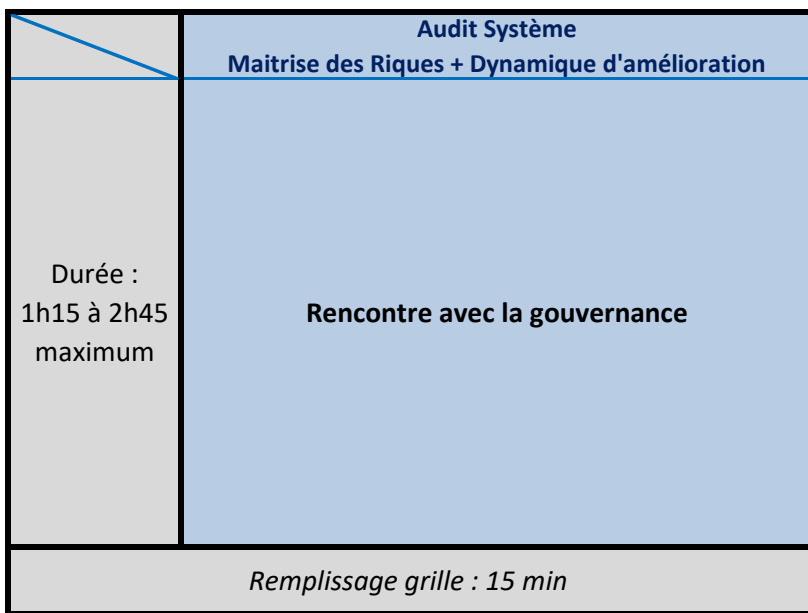 Audit Système
Maitrise des Riques + Dynamique d'amélioration
Durée :
1h15 à 2h45
maximum
Rencontre avec la gouvernance
Remplissage grille : 15 min